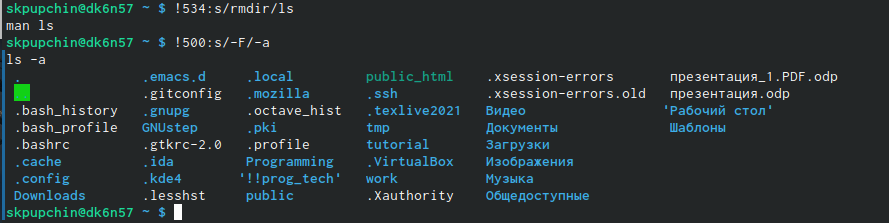 skpupchin@dk6n57 ~ $ !534:s/rmdir/ls
man ls
skpupchin@dk6n57 ~ $ !500:s/-F/-a
ls -a
. .emacs.d .local public_html .xsession-errors презентация_1.PDF.odp
.gitconfig .mozilla .ssh .xsession-errors.old презентация.odp
.bash_history .gnupg .octave_hist .texlive2021 Видео 'Рабочий стол'
.bash_profile GNUstep .pki tmp Документы Шаблоны
.bashrc .gtkrc-2.0 .profile tutorial Загрузки
.cache .ida Programming .VirtualBox Изображения
.config .kde4 '!!prog_tech' work Музыка
Downloads .lesshst public .Xauthority Общедоступные
skpupchin@dk6n57 ~ $